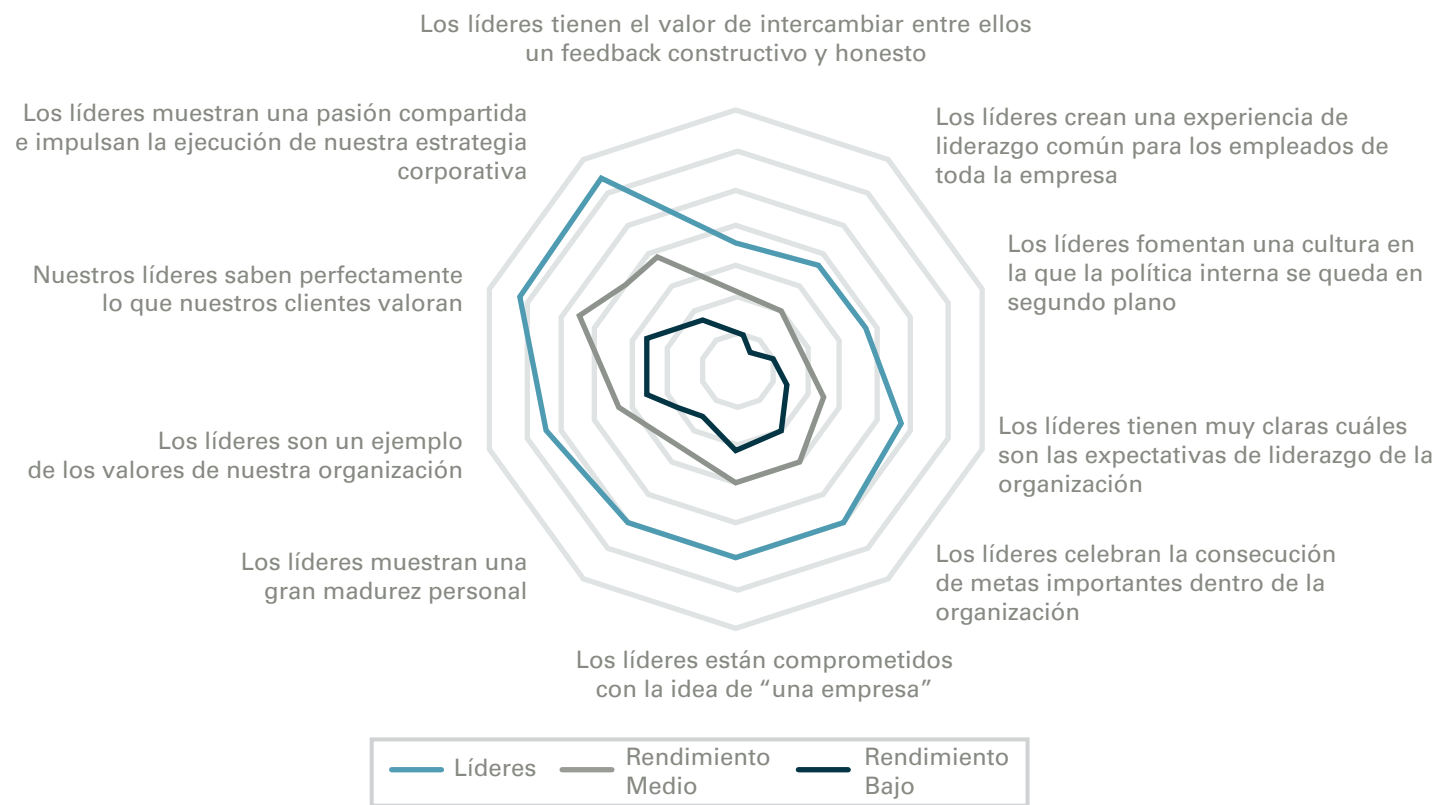 Los líderes tienen el valor de intercambiar entre ellos
un feedback constructivo y honesto
Los líderes muestran una pasión compartida
e impulsan la ejecución de nuestra estrategia
corporativa
Los líderes crean una experiencia de
liderazgo común para los empleados de
toda la empresa
Nuestros líderes saben perfectamente
lo que nuestros clientes valoran
Los líderes fomentan una cultura en
la que la política interna se queda en
segundo plano
Los líderes son un ejemplo
de los valores de nuestra organización
Los líderes tienen muy claras cuáles
son las expectativas de liderazgo de la
organización
Los líderes muestran una
gran madurez personal
Los líderes celebran la consecución
de metas importantes dentro de la
organización
Los líderes están comprometidos
con la idea de “una empresa”
Líderes
Rendimiento
Medio
Rendimiento
Bajo